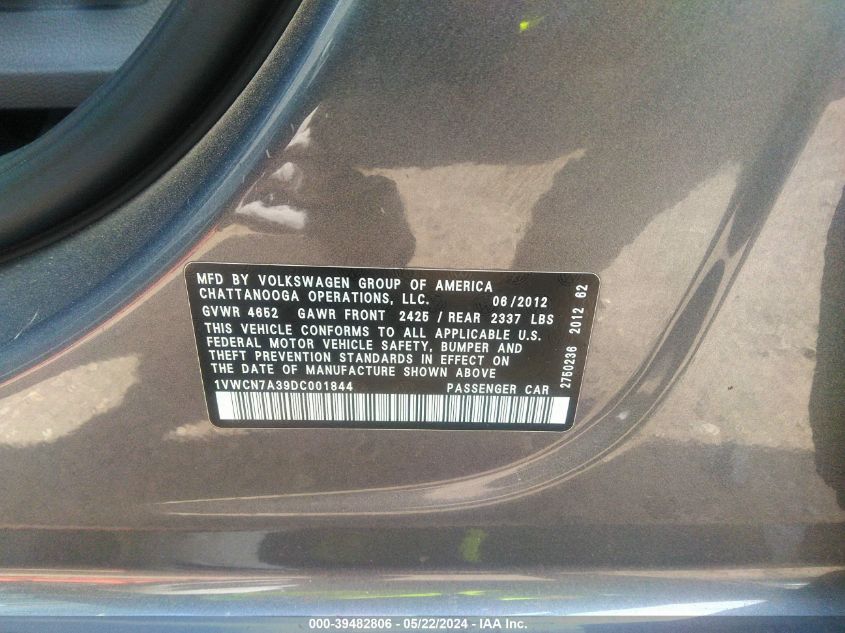 MFD BY VOLKSWAGEN GROUP OF AMERICA
CHATTANOOGA OPERATIONS, LLC. 06/2012
GVWR 4652 GAWR FRONT 2425 / REAR 2337 LBS
THIS VEHICLE CONFORMS TO ALL APPLICABLE U.S.
FEDERAL MOTOR VEHICLE SAFETY, BUMPER AND
THEFT PREVENTION STANDARDS IN EFFECT ON
THE DATE OF MANUFACTURE SHOWN ABOVE
1VWCN7A39DC001844 PASSENGER CAR
2750236 2012 62
000-39482806 - 05/22/2024 - IAA Inc.